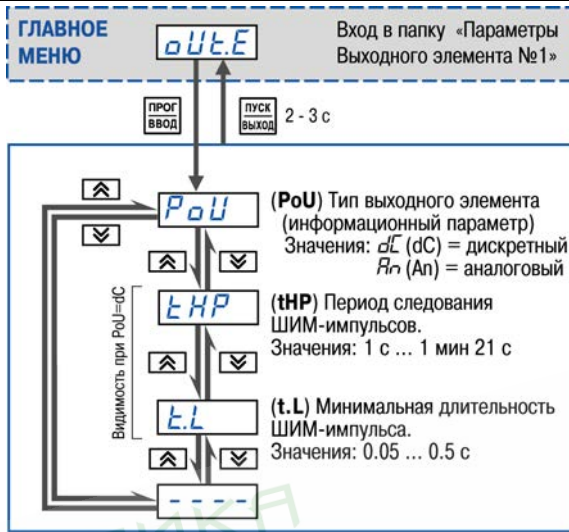 ГЛАВНОЕ
МЕНЮ
oUt.E
Вход в папку «Параметры
Выходного элемента №1»
ПРОГ
ВВОД
ПУСК
ВЫХОД
2 - 3 с
PoU
(PoU) Тип выходного элемента
(информационный параметр)
Значения: dC (dC) = дискретный
An (An) = аналоговый
Видимость при PoU=dC
tHP
(tHP) Период следования
ШИМ-импульсов.
Значения: 1 с ... 1 мин 21 с
t.L
(t.L) Минимальная длительность
ШИМ-импульса.
Значения: 0.05 ... 0.5 с
- - - -